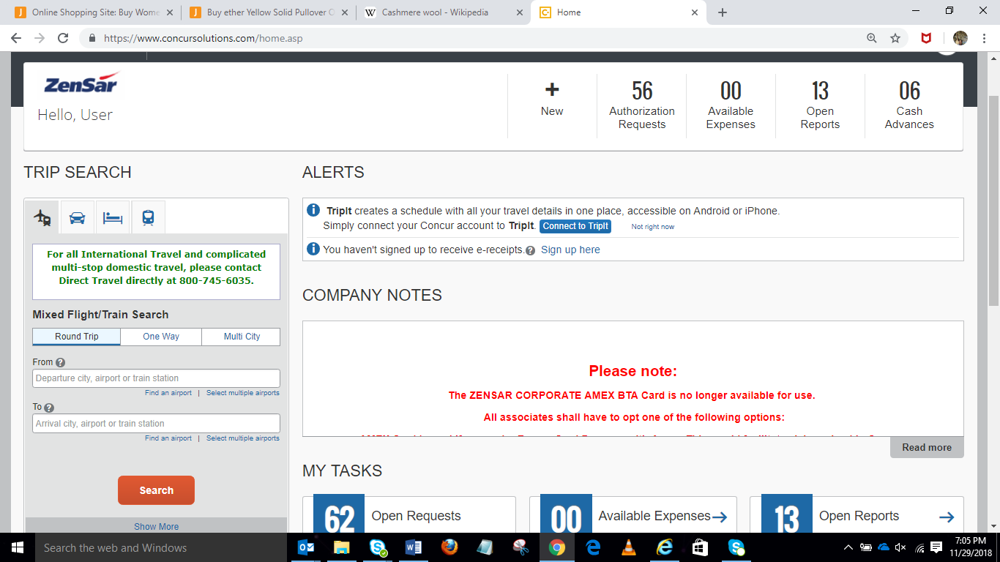 Online Shopping Site: Buy Wome
Buy ether Yellow Solid Pullover O
Cashmere wool - Wikipedia
Home
https://www.concursolutions.com/home.asp
ZenSar
Hello, User
+
New
56
Authorization
Requests
00
Available
Expenses
13
Open
Reports
06
Cash
Advances
TRIP SEARCH
For all International Travel and complicated
multi-stop domestic travel, please contact
Direct Travel directly at 800-745-6035.
Mixed Flight/Train Search
Round Trip
One Way
Multi City
From ?
Departure city, airport or train station
Find an airport | Select multiple airports
To ?
Arrival city, airport or train station
Find an airport | Select multiple airports
Search
Show More
ALERTS
TripIt creates a schedule with all your travel details in one place, accessible on Android or iPhone.
Simply connect your Concur account to TripIt. Connect to TripIt Not right now
You haven't signed up to receive e-receipts.? Sign up here
COMPANY NOTES
Please note:
The ZENSAR CORPORATE AMEX BTA Card is no longer available for use.
All associates shall have to opt one of the following options:
Read more
MY TASKS
62 Open Requests
00 Available Expenses
13 Open Reports
Search the web and Windows
7:05 PM
11/29/2018